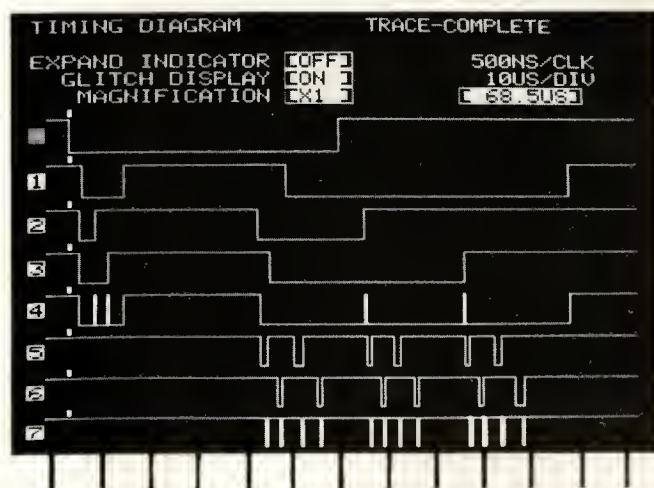 TIMING DIAGRAM TRACE-COMPLETE
EXPAND INDICATOR [OFF] 500NS/CLK
GLITCH DISPLAY [ON ] 10US/DIV
MAGNIFICATION [X1 ] [ 68.5US]
1
2
3
4
5
6
7